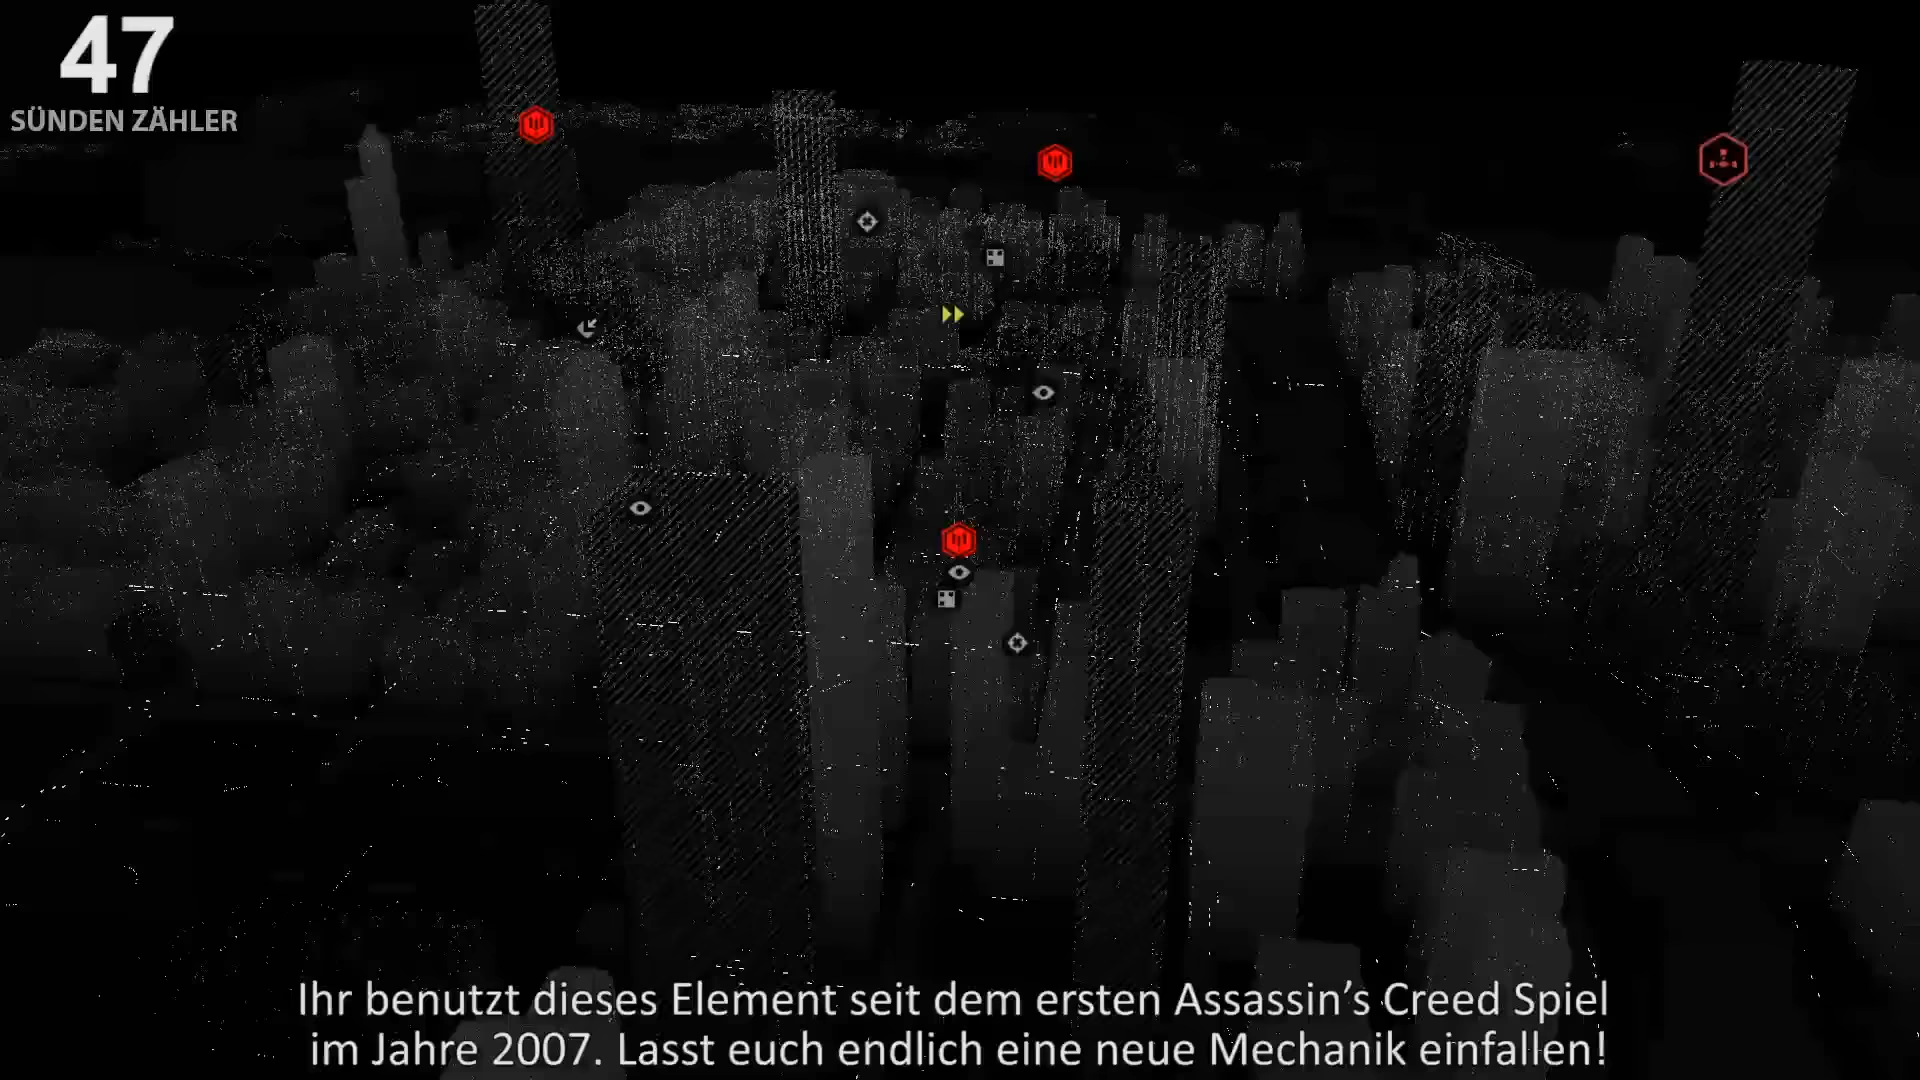 47
SÜNDEN ZÄHLER
Ihr benutzt dieses Element seit dem ersten Assassin’s Creed Spiel
im Jahre 2007. Lasst euch endlich eine neue Mechanik einfallen!